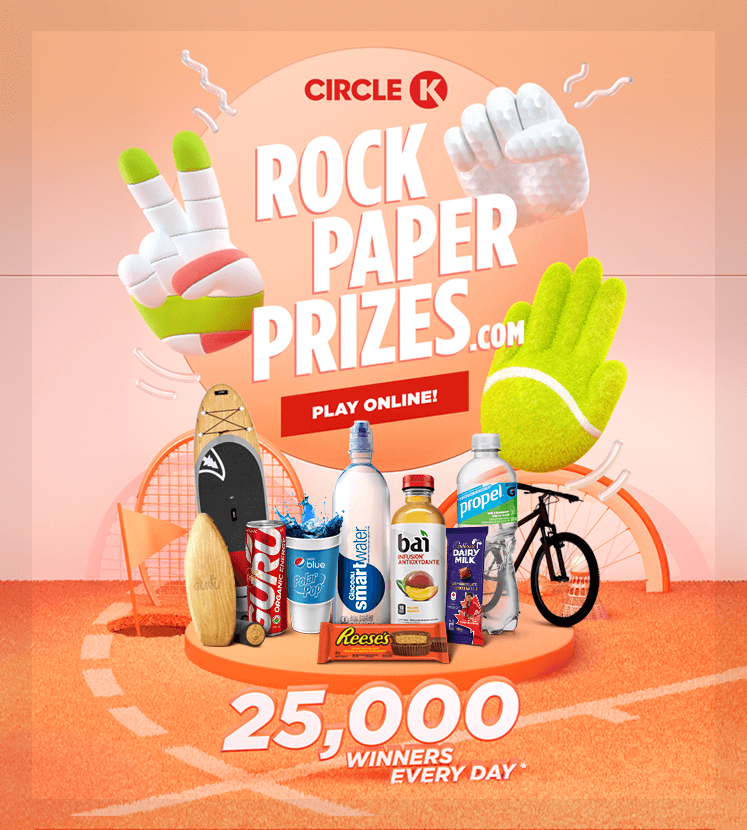 CIRCLE K
ROCK
PAPER
PRIZES.COM
PLAY ONLINE!
GURU
ORGANIC ENERGY
blue
Polar
Pop
Glacéau
smartwater
bai
INFUSION
ANTIOXYDANTE
propel
G
DAIRY
MILK
Reese's
25,000
WINNERS
EVERY DAY*